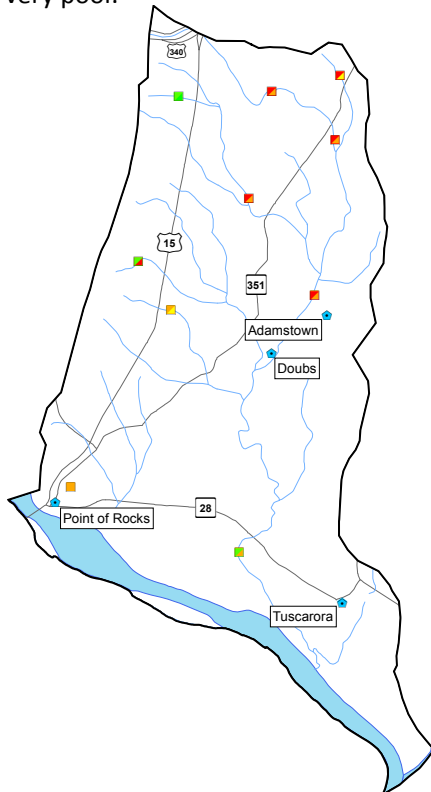 very poor.
340
15
351
Adamstown
Doubs
28
Point of Rocks
Tuscarora